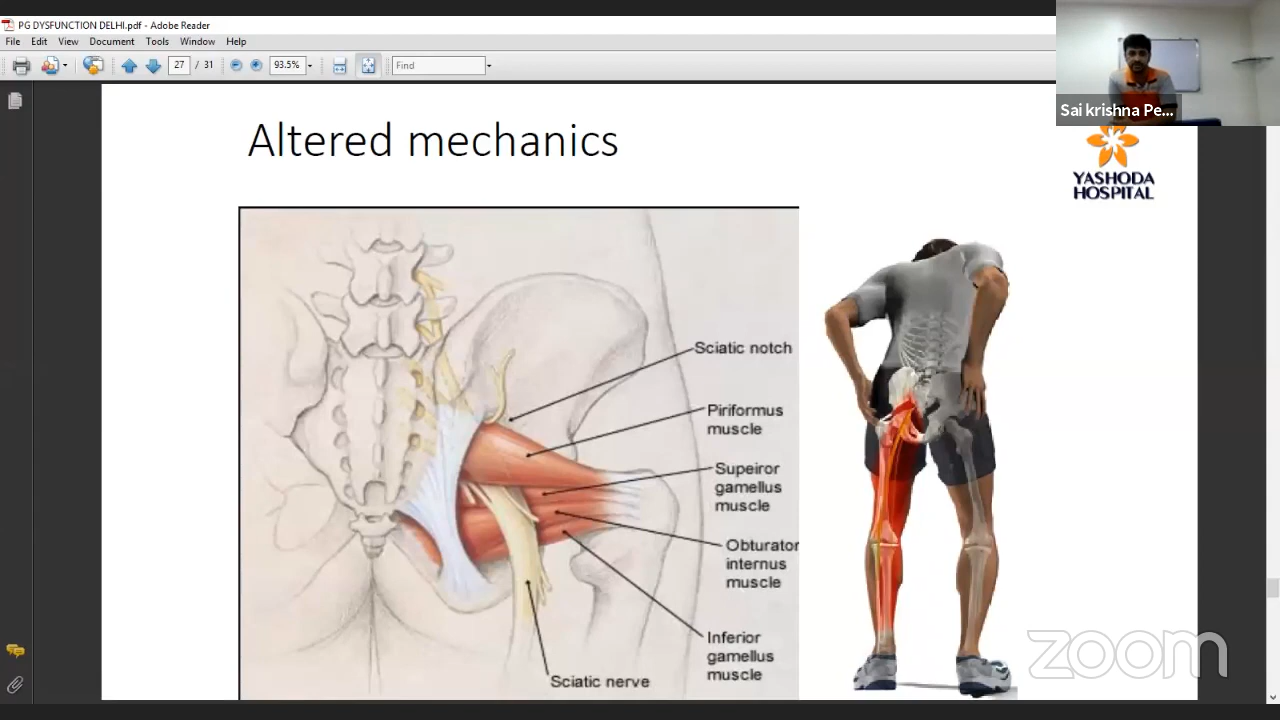 PG DYSFUNCTION DELHI.pdf - Adobe Reader
File Edit View Document Tools Window Help
27 / 31 93.5% Find
Sai krishna Pe...
Altered mechanics
YASHODA
HOSPITAL
Sciatic notch
Piriformus
muscle
Supeiror
gamellus
muscle
Obturator
internus
muscle
Inferior
gamellus
muscle
Sciatic nerve
zoom